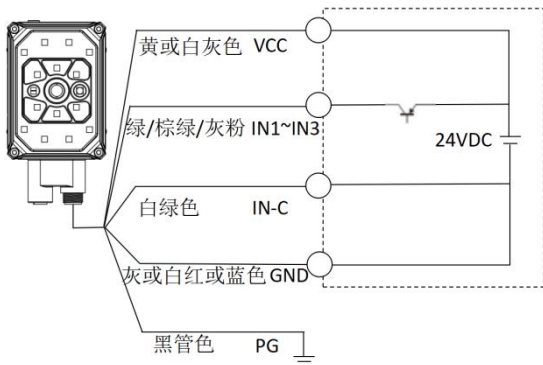 黄或白灰色 VCC
绿/棕绿/灰粉 IN1~IN3
24VDC
白绿色 IN-C
灰或白红或蓝色 GND
黑管色 PG